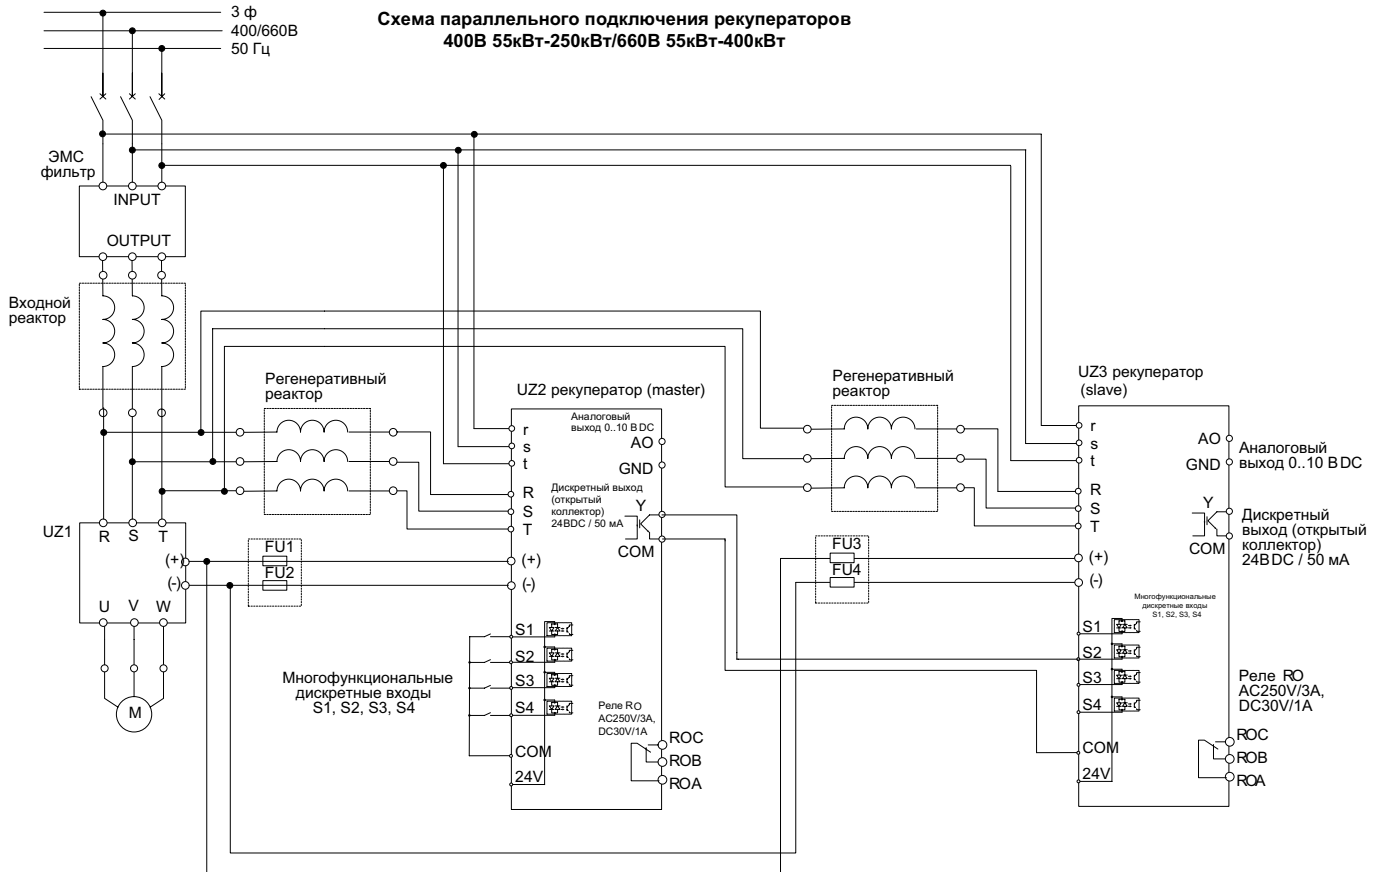 3 ф
400/660В
50 Гц
Схема параллельного подключения рекуператоров
400В 55кВт-250кВт/660В 55кВт-400кВт
ЭМС
фильтр
INPUT
OUTPUT
Входной
реактор
UZ1
R S T
(+)
(-)
U V W
M
Регенеративный
реактор
FU1
FU2
Многофункциональные
дискретные входы
S1, S2, S3, S4
UZ2 рекуператор (master)
Аналоговый
выход 0..10 В DC
r
s
t
AO
GND
R
S
T
Дискретный выход
(открытый
коллектор)
24ВDC / 50 мА
Y
COM
(+)
(-)
S1
S2
S3
S4
COM
24V
Реле RO
AC250V/3A,
DC30V/1A
ROC
ROB
ROA
Регенеративный
реактор
FU3
FU4
UZ3 рекуператор
(slave)
r
s
t
R
S
T
(+)
(-)
AO
GND
Аналоговый
выход 0..10 В DC
Y
COM
Дискретный
выход (открытый
коллектор)
24ВDC / 50 мА
Многофункциональные
дискретные входы
S1, S2, S3, S4
S1
S2
S3
S4
COM
24V
Реле RO
AC250V/3A,
DC30V/1A
ROC
ROB
ROA